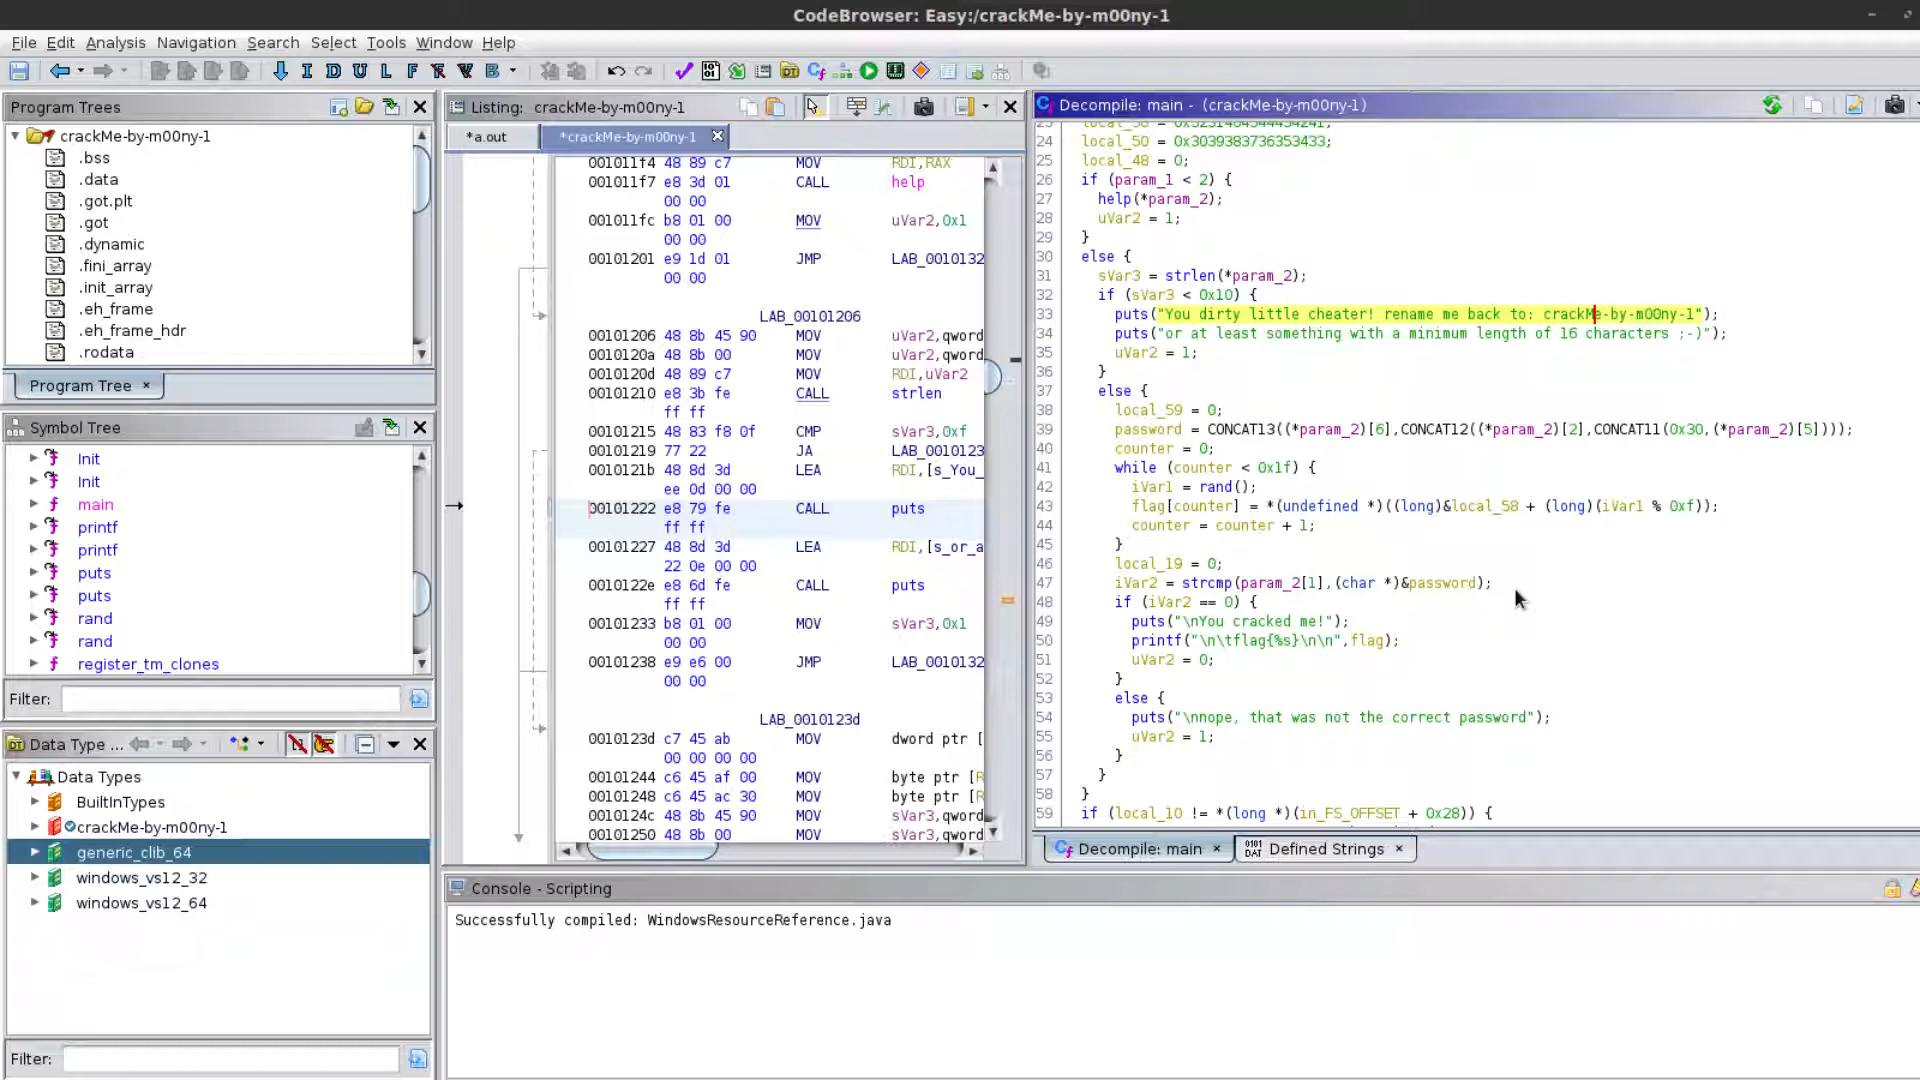 CodeBrowser: Easy:/crackMe-by-m00ny-1
File Edit Analysis Navigation Search Select Tools Window Help
I D U L F V B
Program Trees
crackMe-by-m00ny-1
.bss
.data
.got.plt
.got
.dynamic
.fini_array
.init_array
.eh_frame
.eh_frame_hdr
.rodata
Program Tree ×
Symbol Tree
f Init
f Init
f main
f printf
f printf
f puts
f puts
f rand
f rand
f register_tm_clones
Filter:
Data Type ...
Data Types
BuiltInTypes
crackMe-by-m00ny-1
generic_clib_64
windows_vs12_32
windows_vs12_64
Filter:
Listing: crackMe-by-m00ny-1
*a.out *crackMe-by-m00ny-1
001011f4 48 89 c7 MOV RDI,RAX
001011f7 e8 3d 01 CALL help
00 00
001011fc b8 01 00 MOV uVar2,0x1
00 00
00101201 e9 1d 01 JMP LAB_0010132
00 00
LAB_00101206
00101206 48 8b 45 90 MOV uVar2,qword
0010120a 48 8b 00 MOV uVar2,qword
0010120d 48 89 c7 MOV RDI,uVar2
00101210 e8 3b fe CALL strlen
ff ff
00101215 48 83 f8 0f CMP sVar3,0xf
00101219 77 22 JA LAB_0010123
0010121b 48 8d 3d LEA RDI,[s_You_
ee 0d 00 00
00101222 e8 79 fe CALL puts
ff ff
00101227 48 8d 3d LEA RDI,[s_or_a
22 0e 00 00
0010122e e8 6d fe CALL puts
ff ff
00101233 b8 01 00 MOV sVar3,0x1
00 00
00101238 e9 e6 00 JMP LAB_0010132
00 00
LAB_0010123d
0010123d c7 45 ab MOV dword ptr [
00 00 00 00
00101244 c6 45 af 00 MOV byte ptr [R
00101248 c6 45 ac 30 MOV byte ptr [R
0010124c 48 8b 45 90 MOV sVar3,qword
00101250 48 8b 00 MOV sVar3,qword
Decompile: main - (crackMe-by-m00ny-1)
24 local_50 = 0x3039383736353433;
25 local_48 = 0;
26 if (param_1 < 2) {
27 help(*param_2);
28 uVar2 = 1;
29 }
30 else {
31 sVar3 = strlen(*param_2);
32 if (sVar3 < 0x10) {
33 puts("You dirty little cheater! rename me back to: crackMe-by-m00ny-1");
34 puts("or at least something with a minimum length of 16 characters ;-)");
35 uVar2 = 1;
36 }
37 else {
38 local_59 = 0;
39 password = CONCAT13((*param_2)[6],CONCAT12((*param_2)[2],CONCAT11(0x30,(*param_2)[5])));
40 counter = 0;
41 while (counter < 0x1f) {
42 iVar1 = rand();
43 flag[counter] = *(undefined *)((long)&local_58 + (long)(iVar1 % 0xf));
44 counter = counter + 1;
45 }
46 local_19 = 0;
47 iVar2 = strcmp(param_2[1],(char *)&password);
48 if (iVar2 == 0) {
49 puts("\nYou cracked me!");
50 printf("\n\tflag{%s}\n\n",flag);
51 uVar2 = 0;
52 }
53 else {
54 puts("\nnope, that was not the correct password");
55 uVar2 = 1;
56 }
57 }
58 }
59 if (local_10 != *(long *)(in_FS_OFFSET + 0x28)) {
Decompile: main × Defined Strings ×
Console - Scripting
Successfully compiled: WindowsResourceReference.java